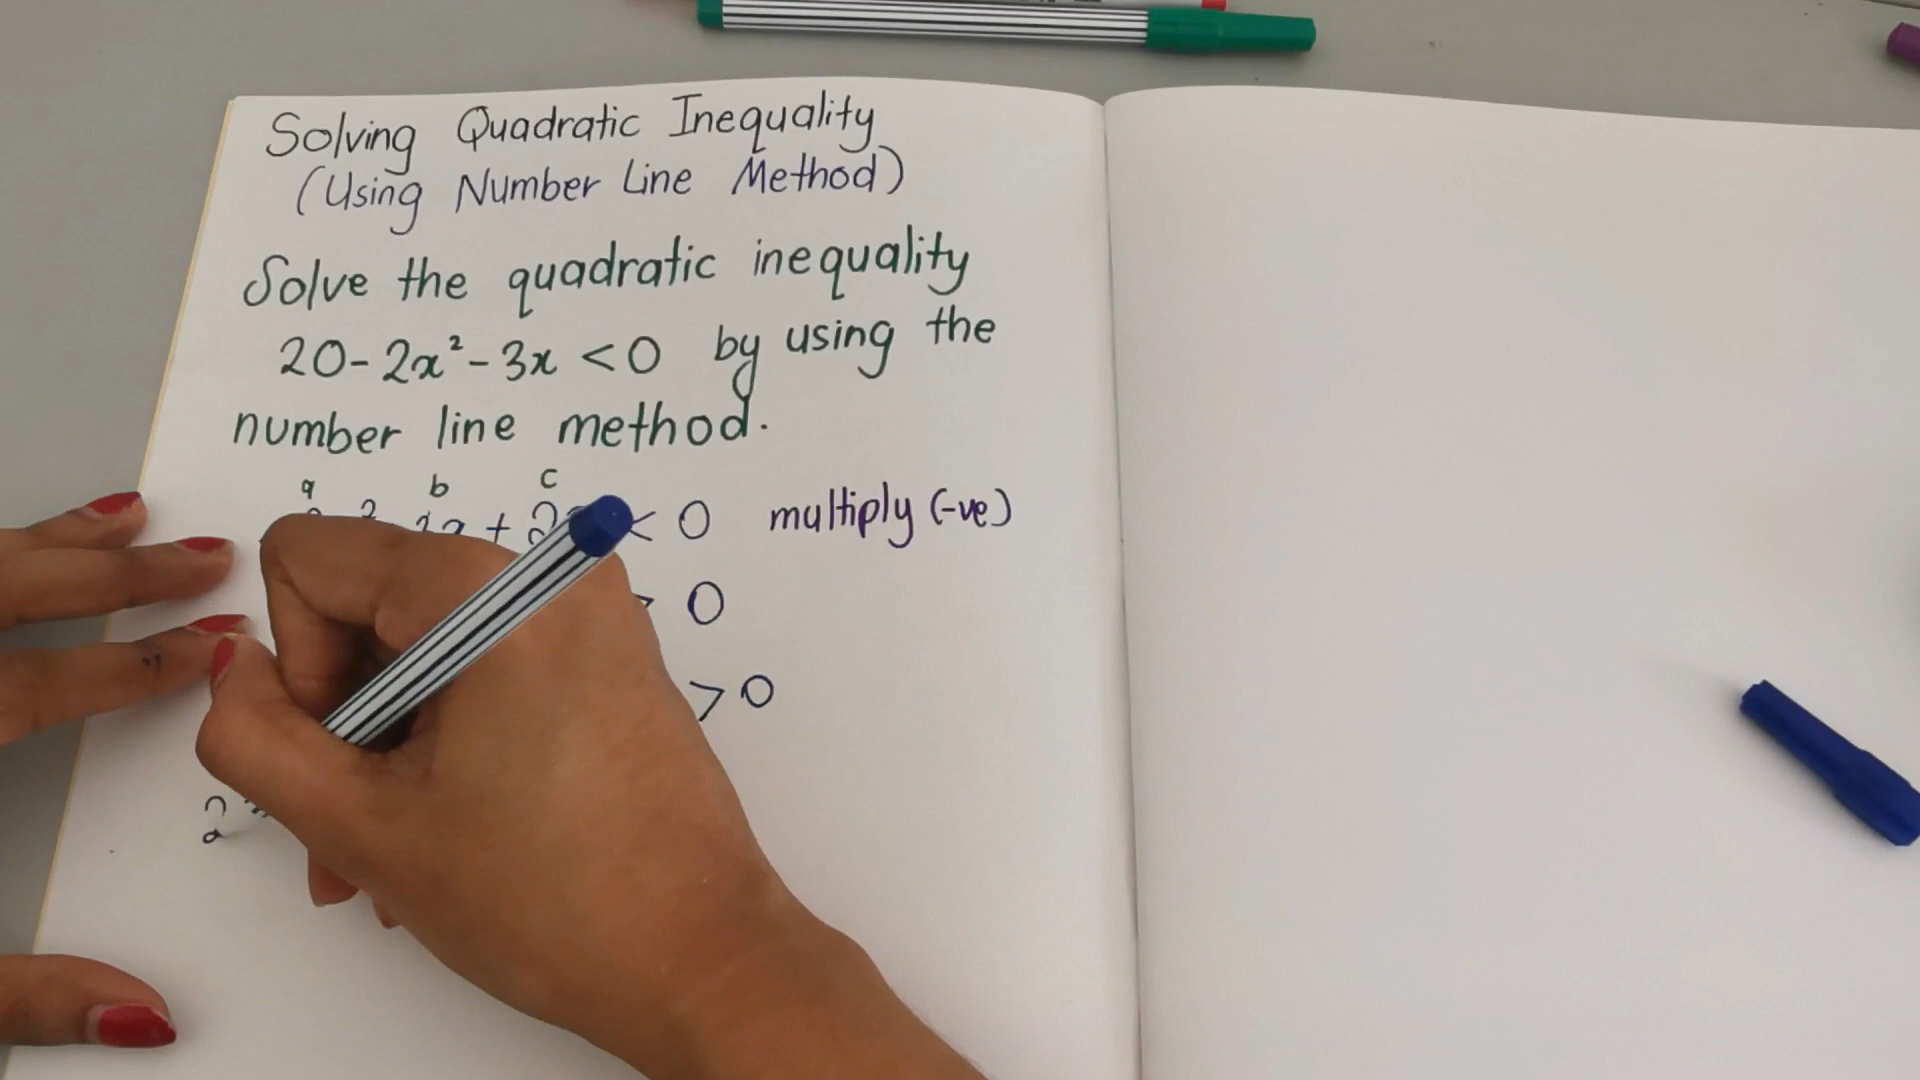 Solving Quadratic Inequality
(Using Number Line Method)
Solve the quadratic inequality
20-2x²-3x <0 by using the
number line method.
a b c
+ < 0 multiply (-ve)
> 0
> 0